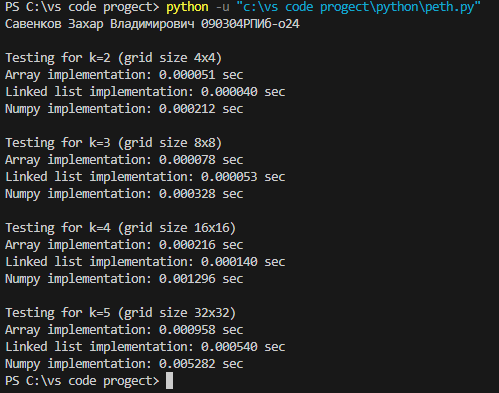 PS C:\vs code progect> python -u "c:\vs code progect\python\peth.py"
Савенков Захар Владимирович 090304РПИб-о24
Testing for k=2 (grid size 4x4)
Array implementation: 0.000051 sec
Linked list implementation: 0.000040 sec
Numpy implementation: 0.000212 sec
Testing for k=3 (grid size 8x8)
Array implementation: 0.000078 sec
Linked list implementation: 0.000053 sec
Numpy implementation: 0.000328 sec
Testing for k=4 (grid size 16x16)
Array implementation: 0.000216 sec
Linked list implementation: 0.000140 sec
Numpy implementation: 0.001296 sec
Testing for k=5 (grid size 32x32)
Array implementation: 0.000958 sec
Linked list implementation: 0.000540 sec
Numpy implementation: 0.005282 sec
PS C:\vs code progect>